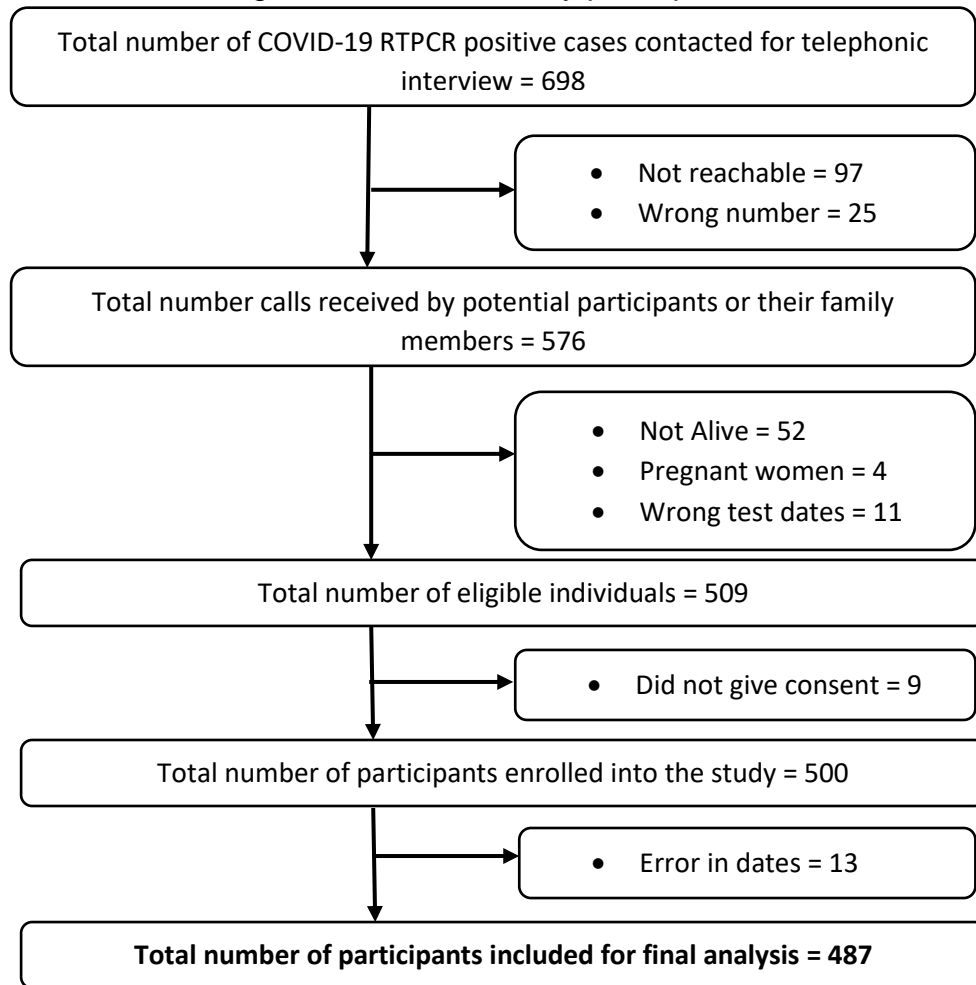 Total number of COVID-19 RTPCR positive cases contacted for telephonic
interview = 698
• Not reachable = 97
• Wrong number = 25
Total number calls received by potential participants or their family
members = 576
• Not Alive = 52
• Pregnant women = 4
• Wrong test dates = 11
Total number of eligible individuals = 509
• Did not give consent = 9
Total number of participants enrolled into the study = 500
• Error in dates = 13
Total number of participants included for final analysis = 487